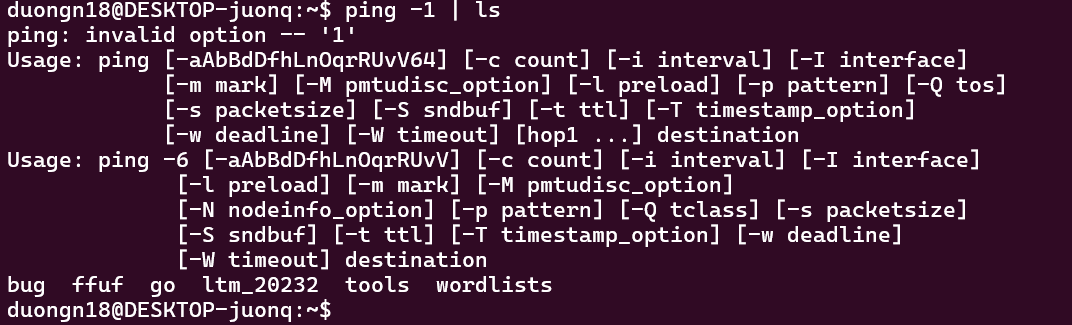 duongn18@DESKTOP-juonq:~$ ping -1 | ls
ping: invalid option -- '1'
Usage: ping [-aAbBdDfhLnOqrRUvV64] [-c count] [-i interval] [-I interface]
            [-m mark] [-M pmtudisc_option] [-l preload] [-p pattern] [-Q tos]
            [-s packetsize] [-S sndbuf] [-t ttl] [-T timestamp_option]
            [-w deadline] [-W timeout] [hop1 ...] destination
Usage: ping -6 [-aAbBdDfhLnOqrRUvV] [-c count] [-i interval] [-I interface]
             [-l preload] [-m mark] [-M pmtudisc_option]
             [-N nodeinfo_option] [-p pattern] [-Q tclass] [-s packetsize]
             [-S sndbuf] [-t ttl] [-T timestamp_option] [-w deadline]
             [-W timeout] destination
bug  ffuf  go  ltm_20232  tools  wordlists
duongn18@DESKTOP-juonq:~$